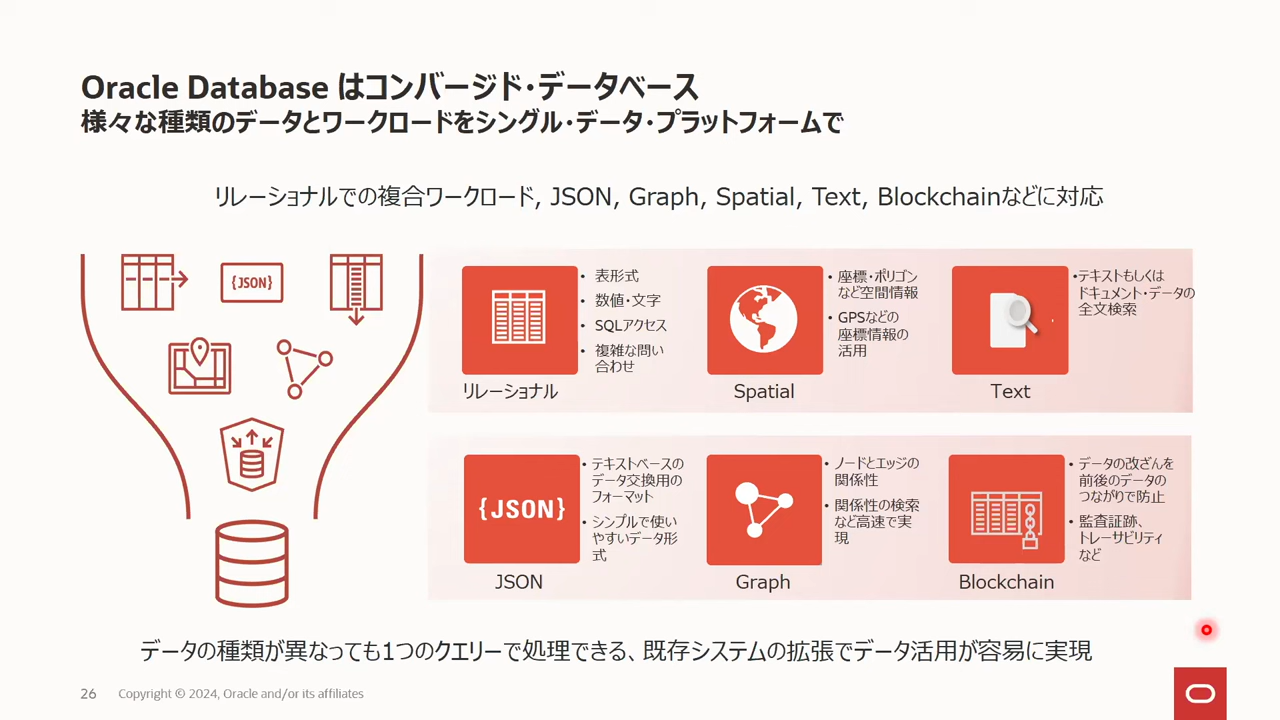 Oracle Database はコンバージド・データベース
様々な種類のデータとワークロードをシングル・データ・プラットフォームで
リレーショナルでの複合ワークロード, JSON, Graph, Spatial, Text, Blockchainなどに対応
{JSON}
• 表形式
• 数値・文字
• SQLアクセス
• 複雑な問い
合わせ
リレーショナル
• 座標・ポリゴン
など空間情報
• GPSなどの
座標情報の
活用
Spatial
•テキストもしくは
ドキュメント・データの
全文検索
Text
{JSON}
• テキストベースの
データ交換用の
フォーマット
• シンプルで使い
やすいデータ形
式
JSON
• ノードとエッジの
関係性
• 関係性の検索
など高速で実
現
Graph
• データの改ざんを
前後のデータの
つながりで防止
• 監査証跡、
トレーサビリティ
など
Blockchain
データの種類が異なっても1つのクエリーで処理できる、既存システムの拡張でデータ活用が容易に実現
26 Copyright © 2024, Oracle and/or its affiliates